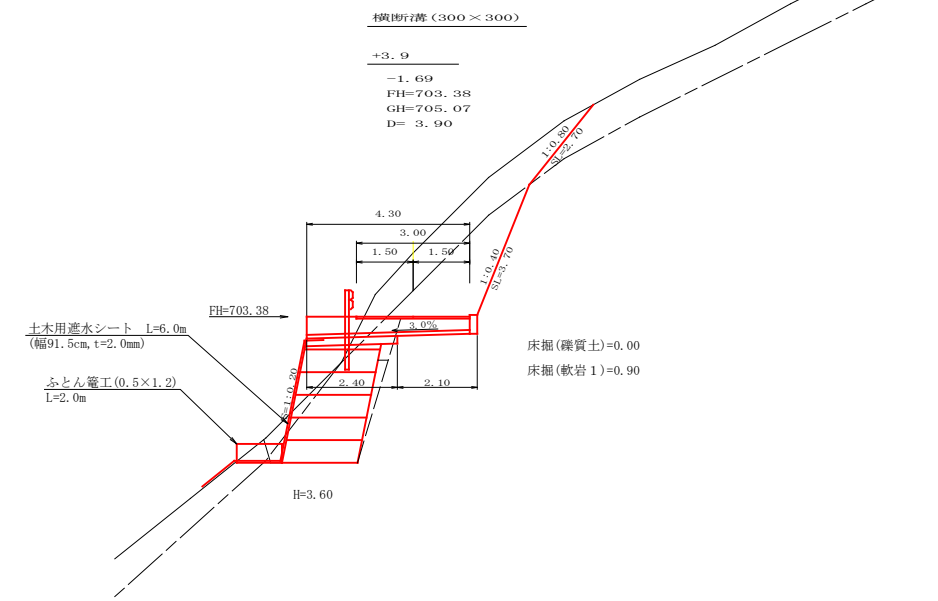 横断溝(300×300)
+3.9
-1.69
FH=703.38
GH=705.07
D= 3.90
1:0.80
SL=2.70
4.30
3.00
1.50
1.50
1:0.40
SL=3.70
FH=703.38
3.0%
土木用遮水シート L=6.0m
(幅91.5cm,t=2.0mm)
床掘(礫質土)=0.00
床掘(軟岩1)=0.90
ふとん篭工(0.5×1.2)
L=2.0m
2.40
2.10
S=1:0.20
H=3.60